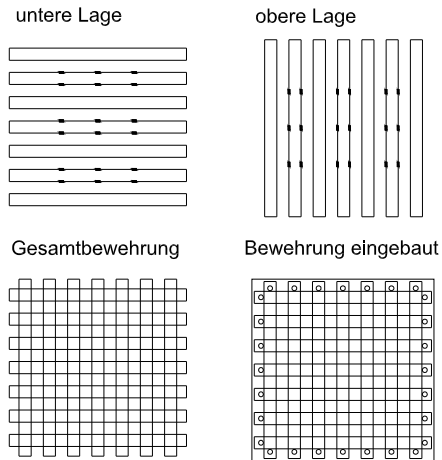 untere Lage
obere Lage
Gesamtbewehrung
Bewehrung eingebaut